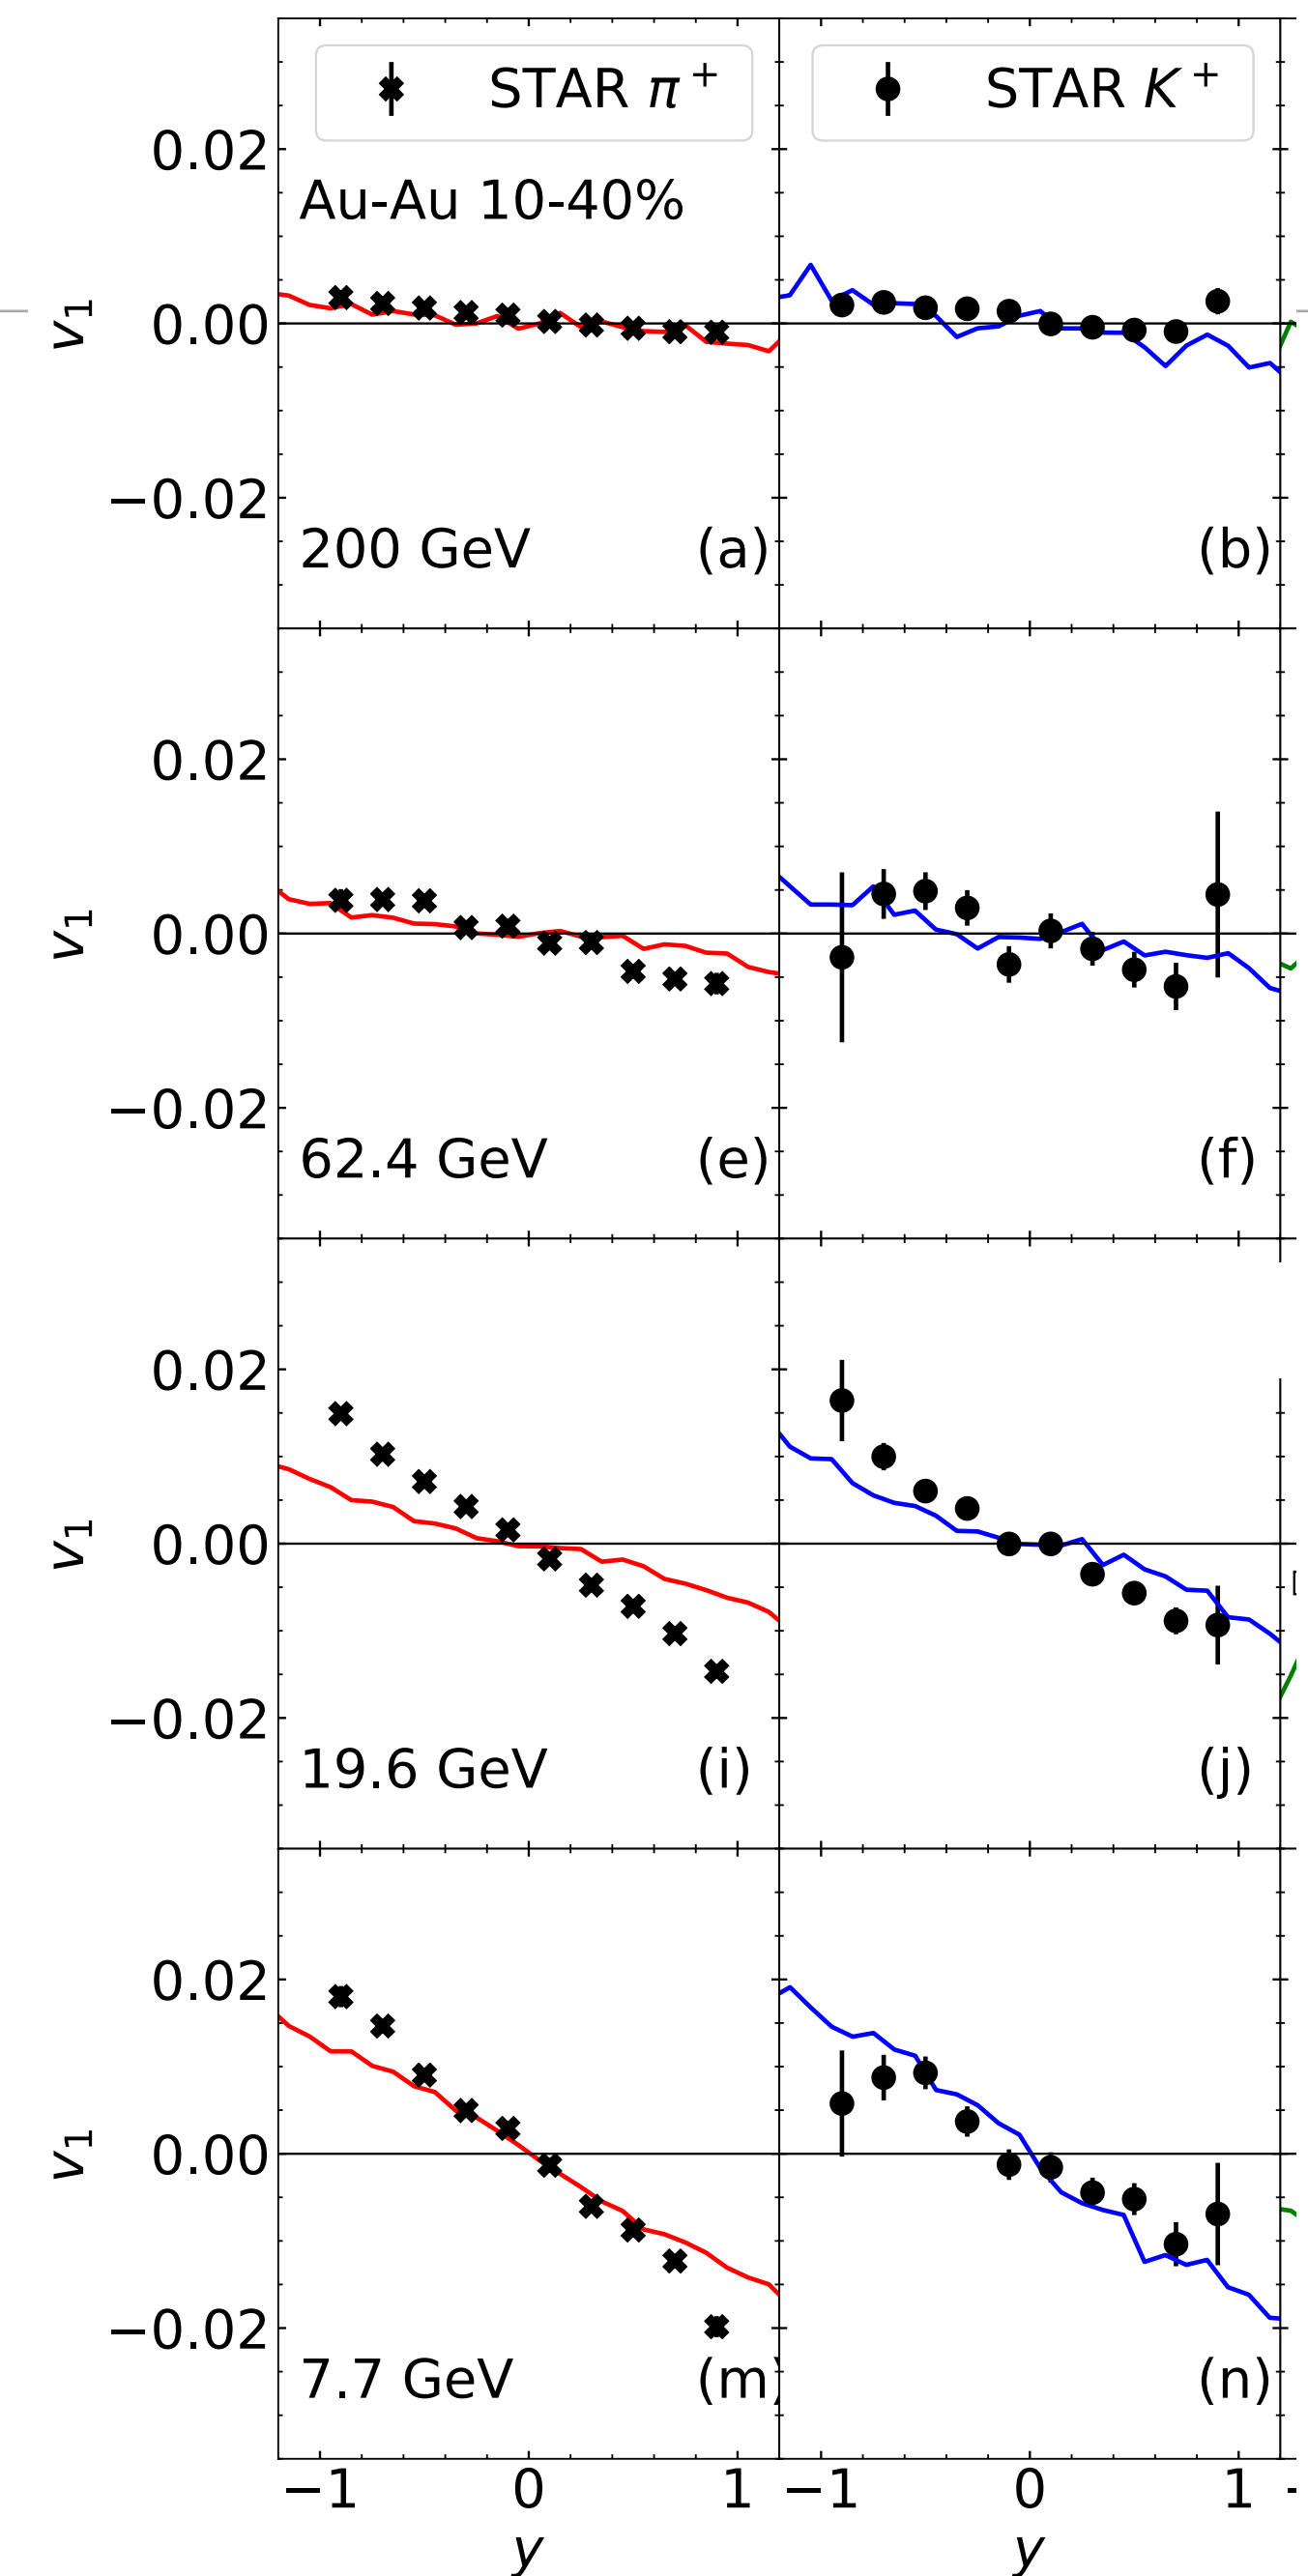 STAR π⁺ STAR K⁺
0.02
Au-Au 10-40%
v₁ 0.00
−0.02
200 GeV (a) (b)
0.02
v₁ 0.00
−0.02
62.4 GeV (e) (f)
0.02
v₁ 0.00
−0.02
19.6 GeV (i) (j)
0.02
v₁ 0.00
−0.02
7.7 GeV (m) (n)
−1 0 1 −1 0 1
y y